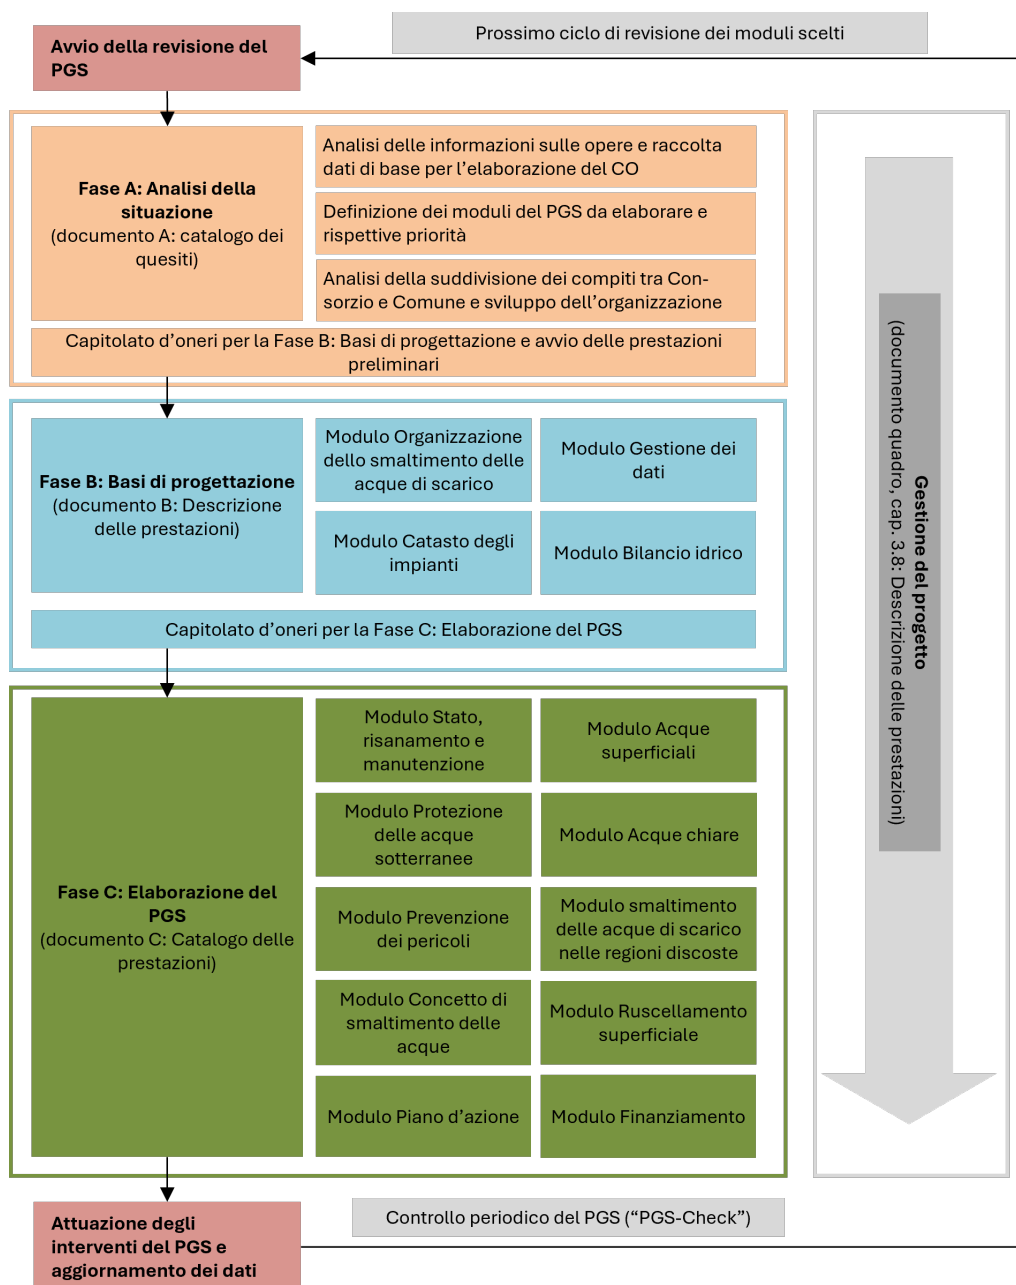 Prossimo ciclo di revisione dei moduli scelti
Avvio della revisione del
PGS
Fase A: Analisi della
situazione
(documento A: catalogo dei
quesiti)
Analisi delle informazioni sulle opere e raccolta
dati di base per l’elaborazione del CO
Definizione dei moduli del PGS da elaborare e
rispettive priorità
Analisi della suddivisione dei compiti tra Con-
sorzio e Comune e sviluppo dell’organizzazione
Capitolato d’oneri per la Fase B: Basi di progettazione e avvio delle prestazioni
preliminari
Fase B: Basi di progettazione
(documento B: Descrizione
delle prestazioni)
Modulo Organizzazione
dello smaltimento delle
acque di scarico
Modulo Gestione dei
dati
Modulo Catasto degli
impianti
Modulo Bilancio idrico
Capitolato d’oneri per la Fase C: Elaborazione del PGS
Fase C: Elaborazione del
PGS
(documento C: Catalogo delle
prestazioni)
Modulo Stato,
risanamento e
manutenzione
Modulo Acque
superficiali
Modulo Protezione
delle acque
sotterranee
Modulo Acque chiare
Modulo Prevenzione
dei pericoli
Modulo smaltimento
delle acque di scarico
nelle regioni discoste
Modulo Concetto di
smaltimento delle
acque
Modulo Ruscellamento
superficiale
Modulo Piano d’azione
Modulo Finanziamento
Gestione del progetto
(documento quadro, cap. 3.8: Descrizione delle prestazioni)
Controllo periodico del PGS (“PGS-Check”)
Attuazione degli
interventi del PGS e
aggiornamento dei dati